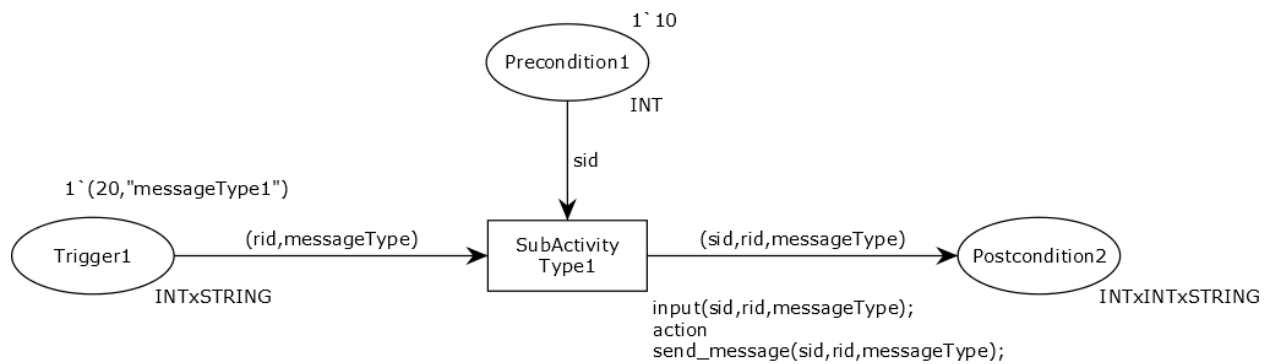 1`10
Precondition1
INT
sid
1`(20,"messageType1")
Trigger1
(rid,messageType)
SubActivity
Type1
(sid,rid,messageType)
Postcondition2
INTxSTRING
INTxINTxSTRING
input(sid,rid,messageType);
action
send_message(sid,rid,messageType);